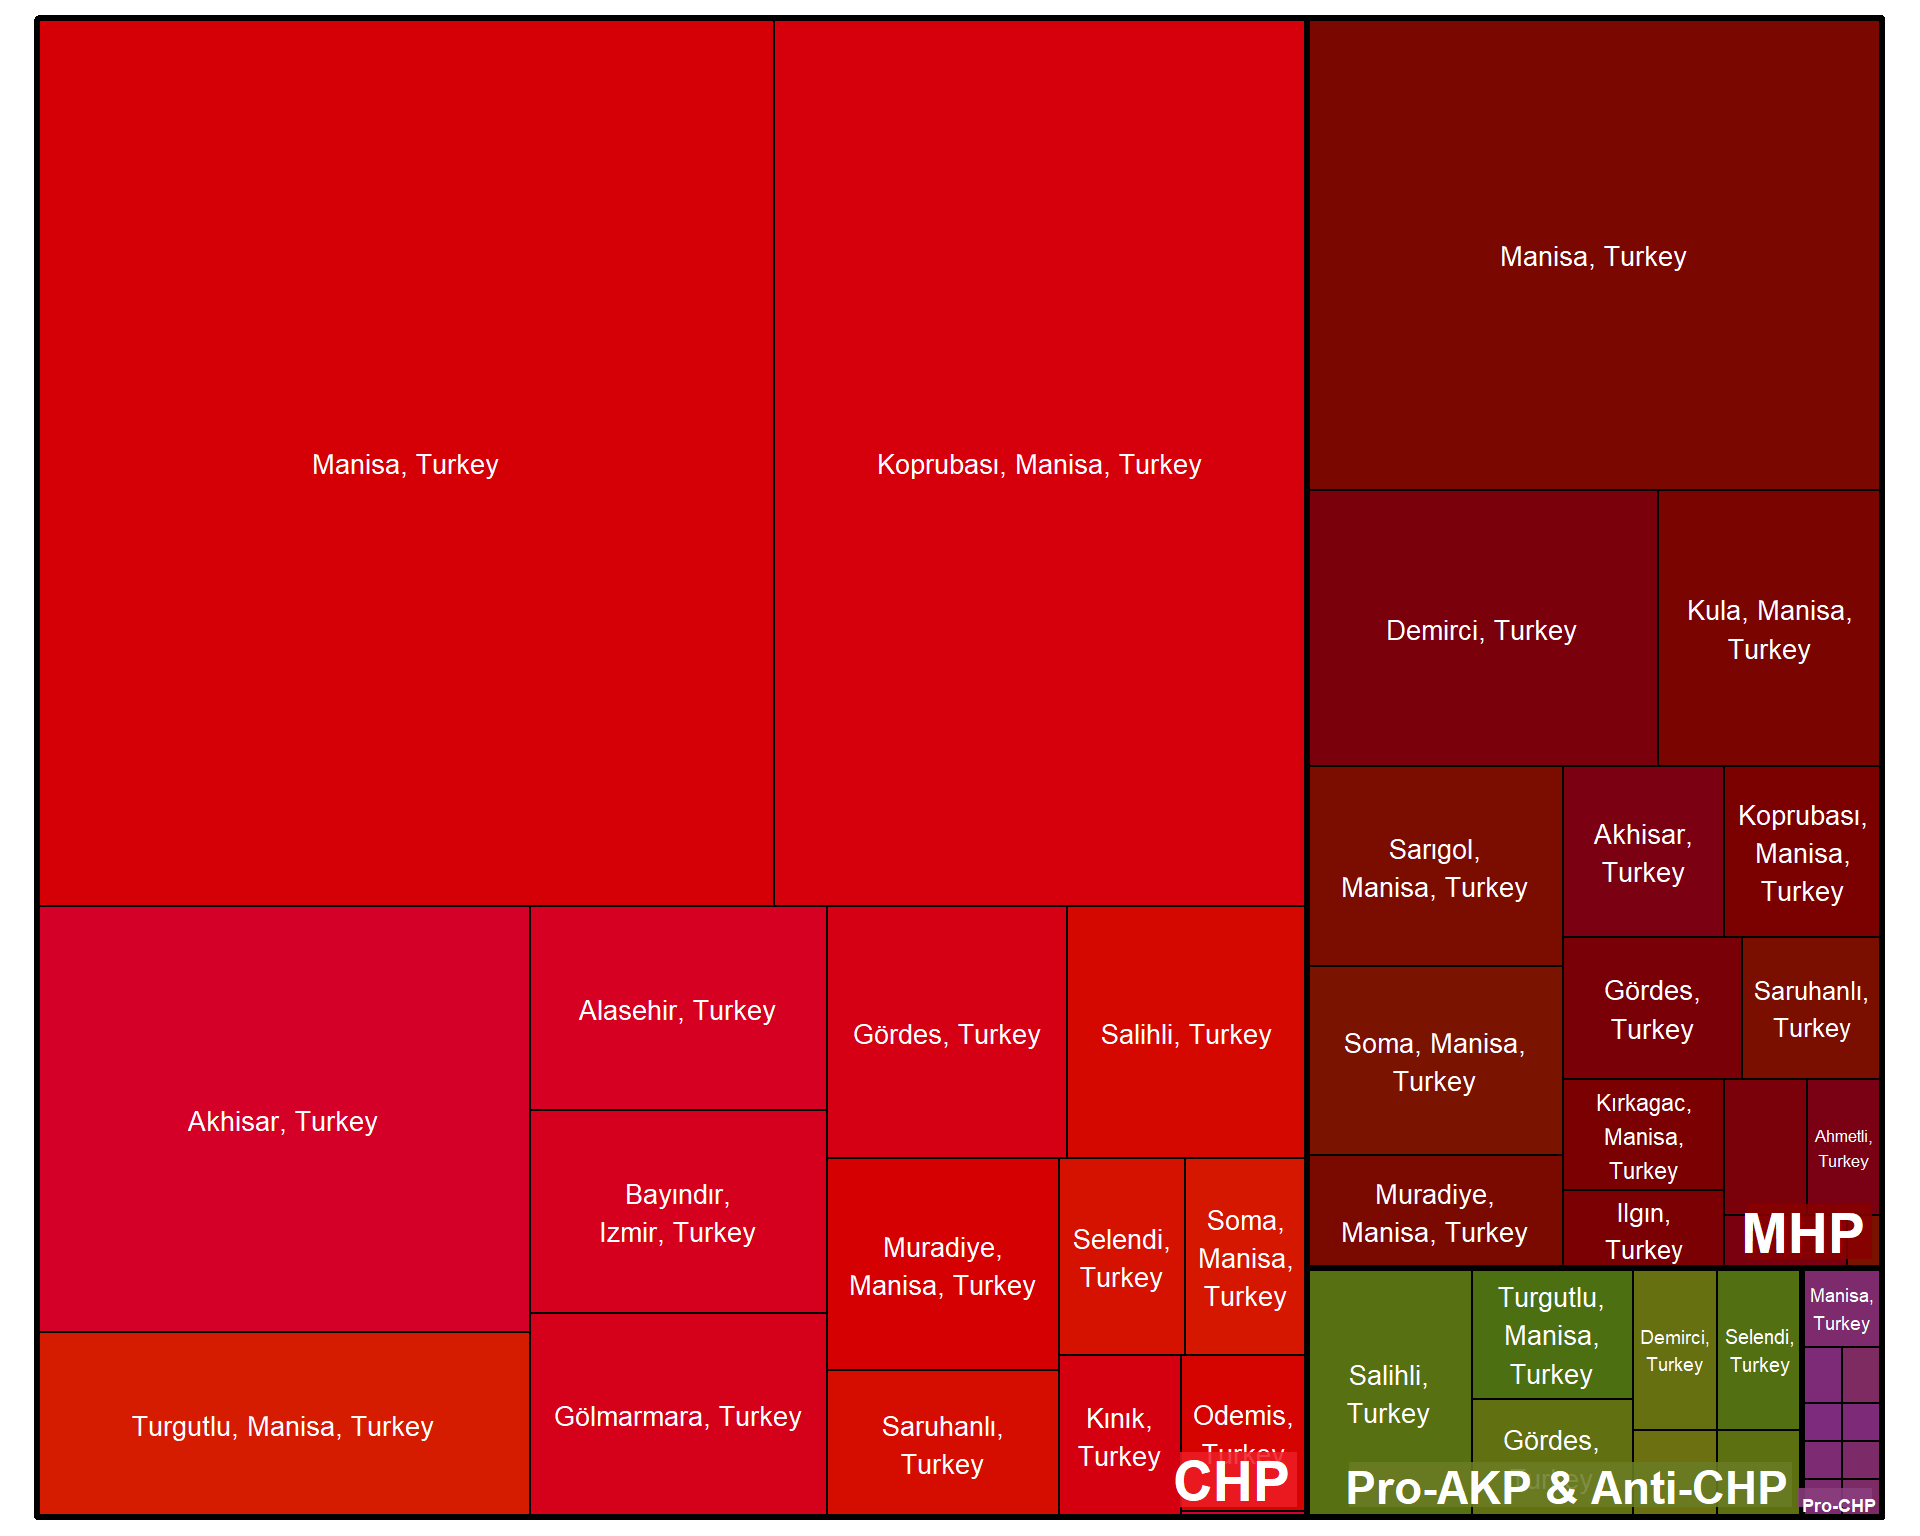 Manisa, Turkey
Koprubası, Manisa, Turkey
Akhisar, Turkey
Turgutlu, Manisa, Turkey
Alasehir, Turkey
Bayındır,
Izmir, Turkey
Gölmarmara, Turkey
Gördes, Turkey
Salihli, Turkey
Muradiye,
Manisa, Turkey
Saruhanlı,
Turkey
Selendi,
Turkey
Soma,
Manisa,
Turkey
Kınık,
Turkey
Odemis,
Turkey
CHP
Manisa, Turkey
Demirci, Turkey
Kula, Manisa,
Turkey
Sarıgol,
Manisa, Turkey
Soma, Manisa,
Turkey
Muradiye,
Manisa, Turkey
Akhisar,
Turkey
Koprubası,
Manisa,
Turkey
Gördes,
Turkey
Saruhanlı,
Turkey
Kırkagac,
Manisa,
Turkey
Ilgın,
Turkey
Ahmetli,
Turkey
MHP
Salihli,
Turkey
Turgutlu,
Manisa,
Turkey
Gördes,
Turkey
Demirci,
Turkey
Selendi,
Turkey
Pro-AKP & Anti-CHP
Manisa,
Turkey
Pro-CHP